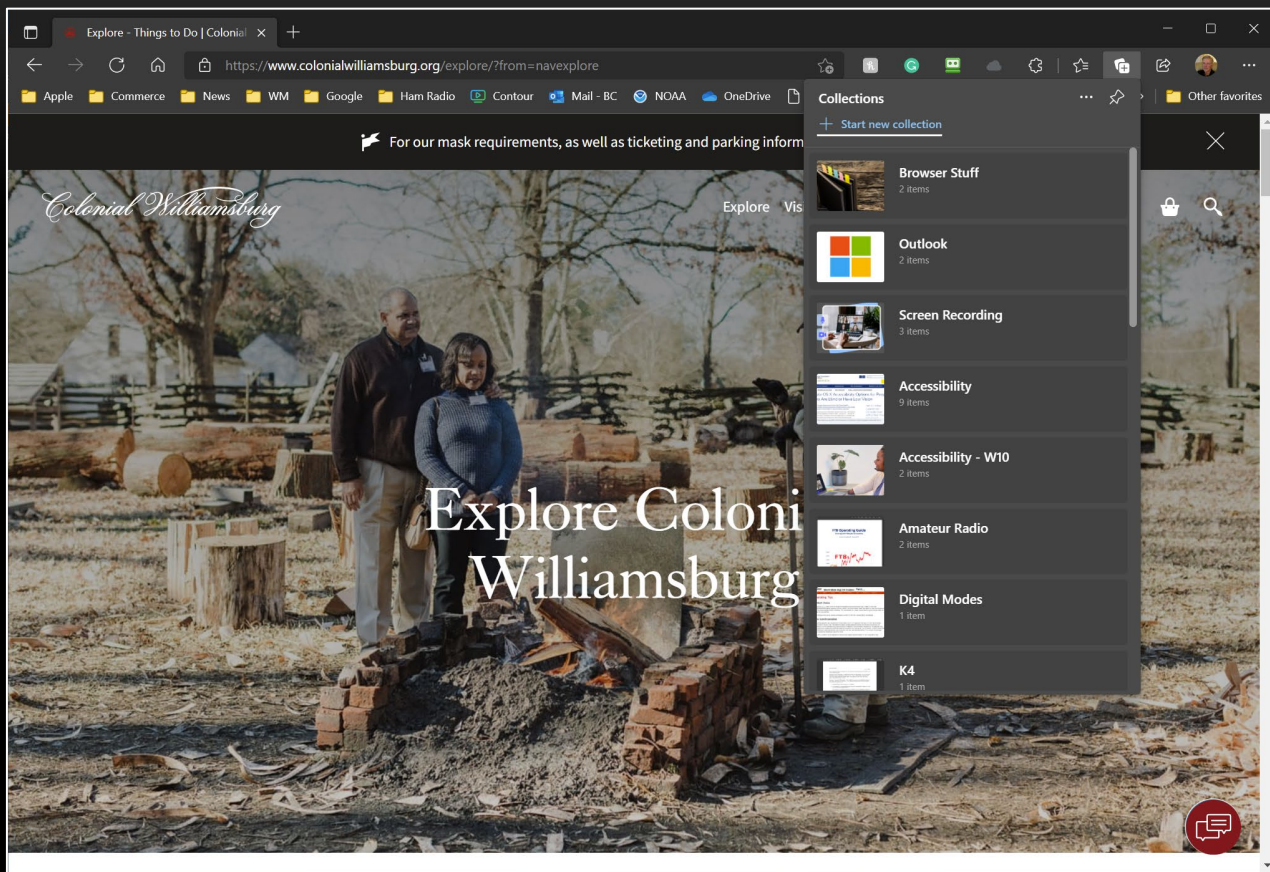 Explore - Things to Do | Colonial
https://www.colonialwilliamsburg.org/explore/?from=navexplore
Apple Commerce News WM Google Ham Radio Contour Mail - BC NOAA OneDrive Other favorites
For our mask requirements, as well as ticketing and parking inform
Colonial Williamsburg
Explore Vis
Explore Coloni
Williamsburg
Collections
Start new collection
Browser Stuff
2 items
Outlook
2 items
Screen Recording
3 items
Accessibility
9 items
Accessibility - W10
2 items
Amateur Radio
2 items
FT8 Operating Guide
Digital Modes
1 item
K4
1 item